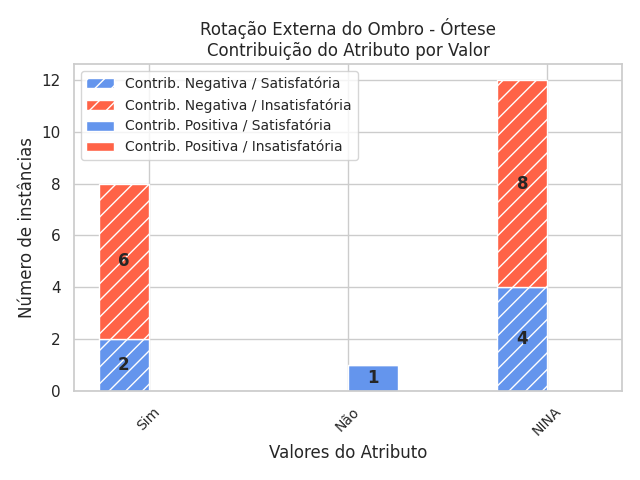 Rotação Externa do Ombro - Órtese
Contribuição do Atributo por Valor
Contrib. Negativa / Satisfatória
Contrib. Negativa / Insatisfatória
Contrib. Positiva / Satisfatória
Contrib. Positiva / Insatisfatória
Número de instâncias
12
10
8
6
4
2
0
6
2
1
8
4
Sim
Não
NINA
Valores do Atributo